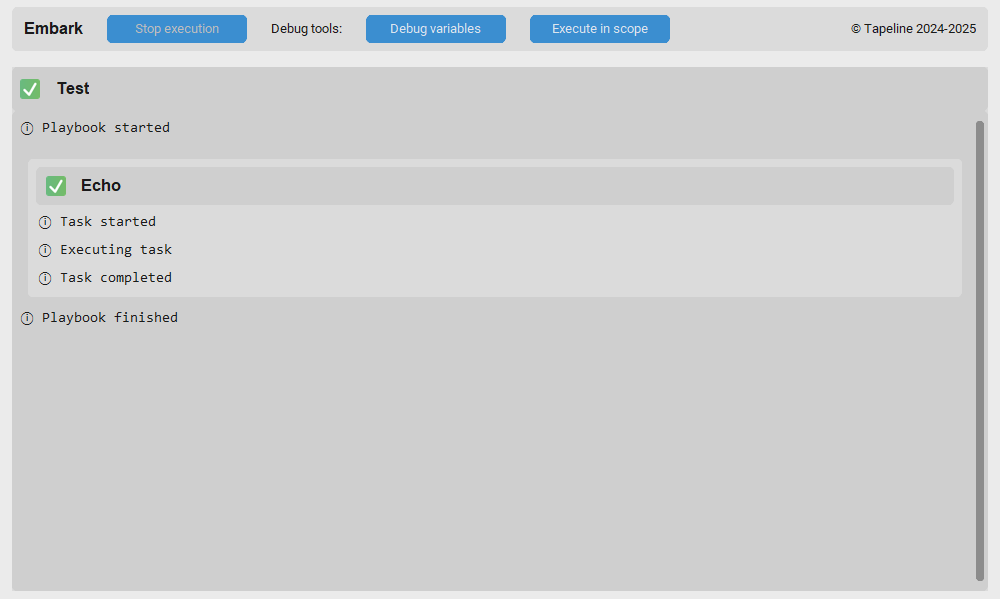 Embark Stop execution Debug tools: Debug variables Execute in scope © Tapeline 2024-2025
Test
Playbook started
Echo
Task started
Executing task
Task completed
Playbook finished